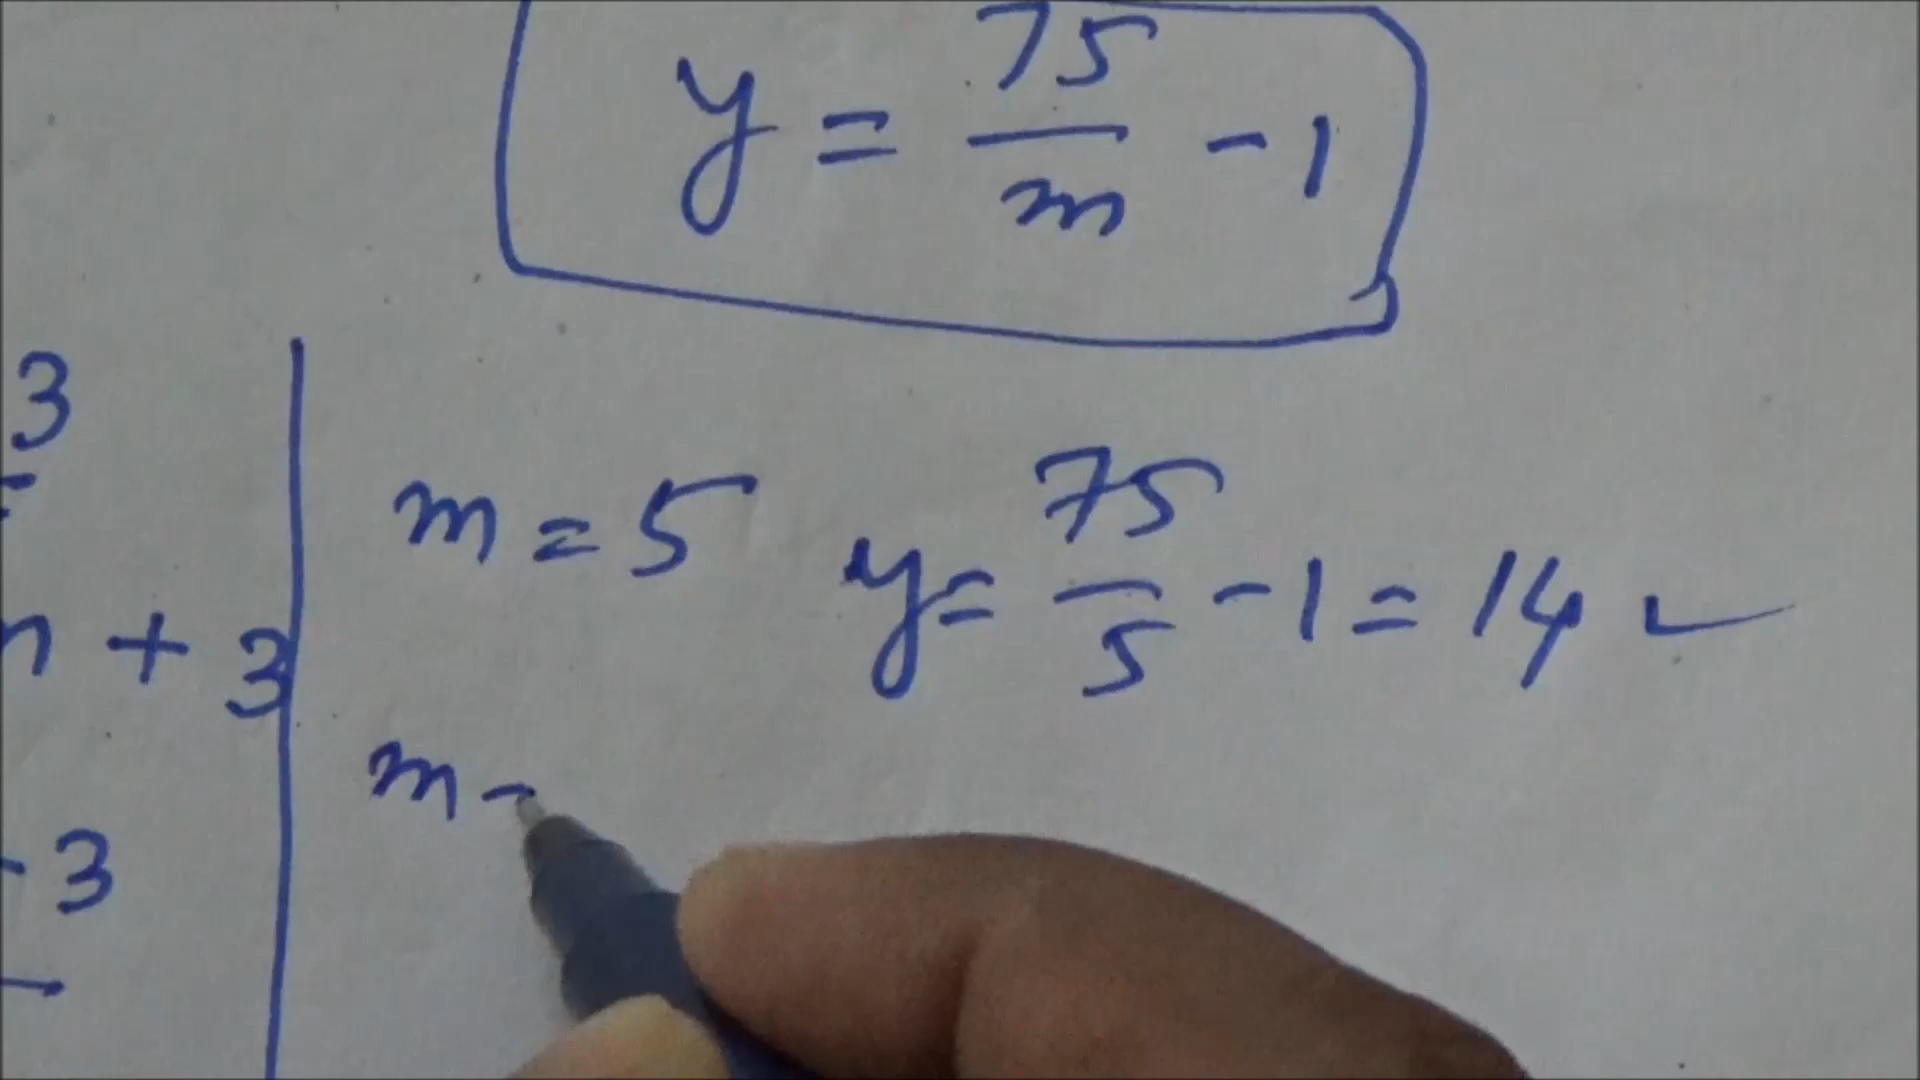 y = 75/m - 1
3
=
m = 5 y = 75/5 - 1 = 14 ✓
n + 3
m -
- 3